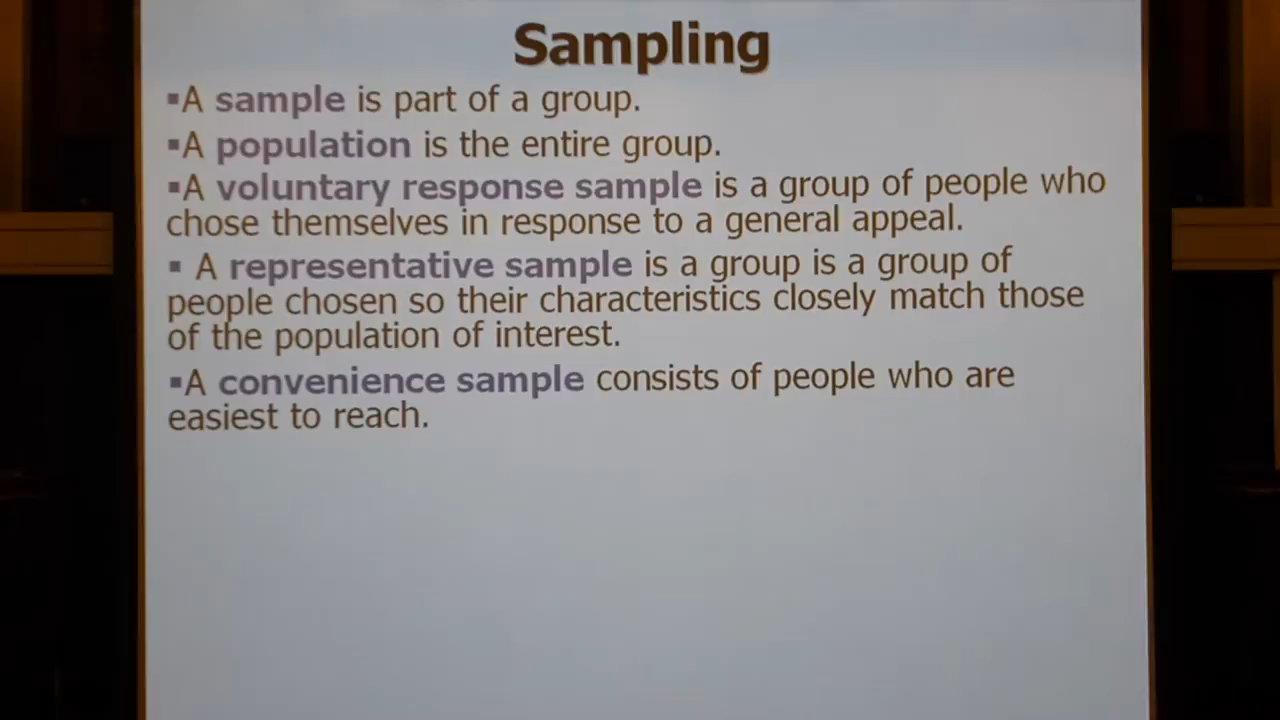 Sampling
▪A sample is part of a group.
▪A population is the entire group.
▪A voluntary response sample is a group of people who
chose themselves in response to a general appeal.
▪ A representative sample is a group is a group of
people chosen so their characteristics closely match those
of the population of interest.
▪A convenience sample consists of people who are
easiest to reach.